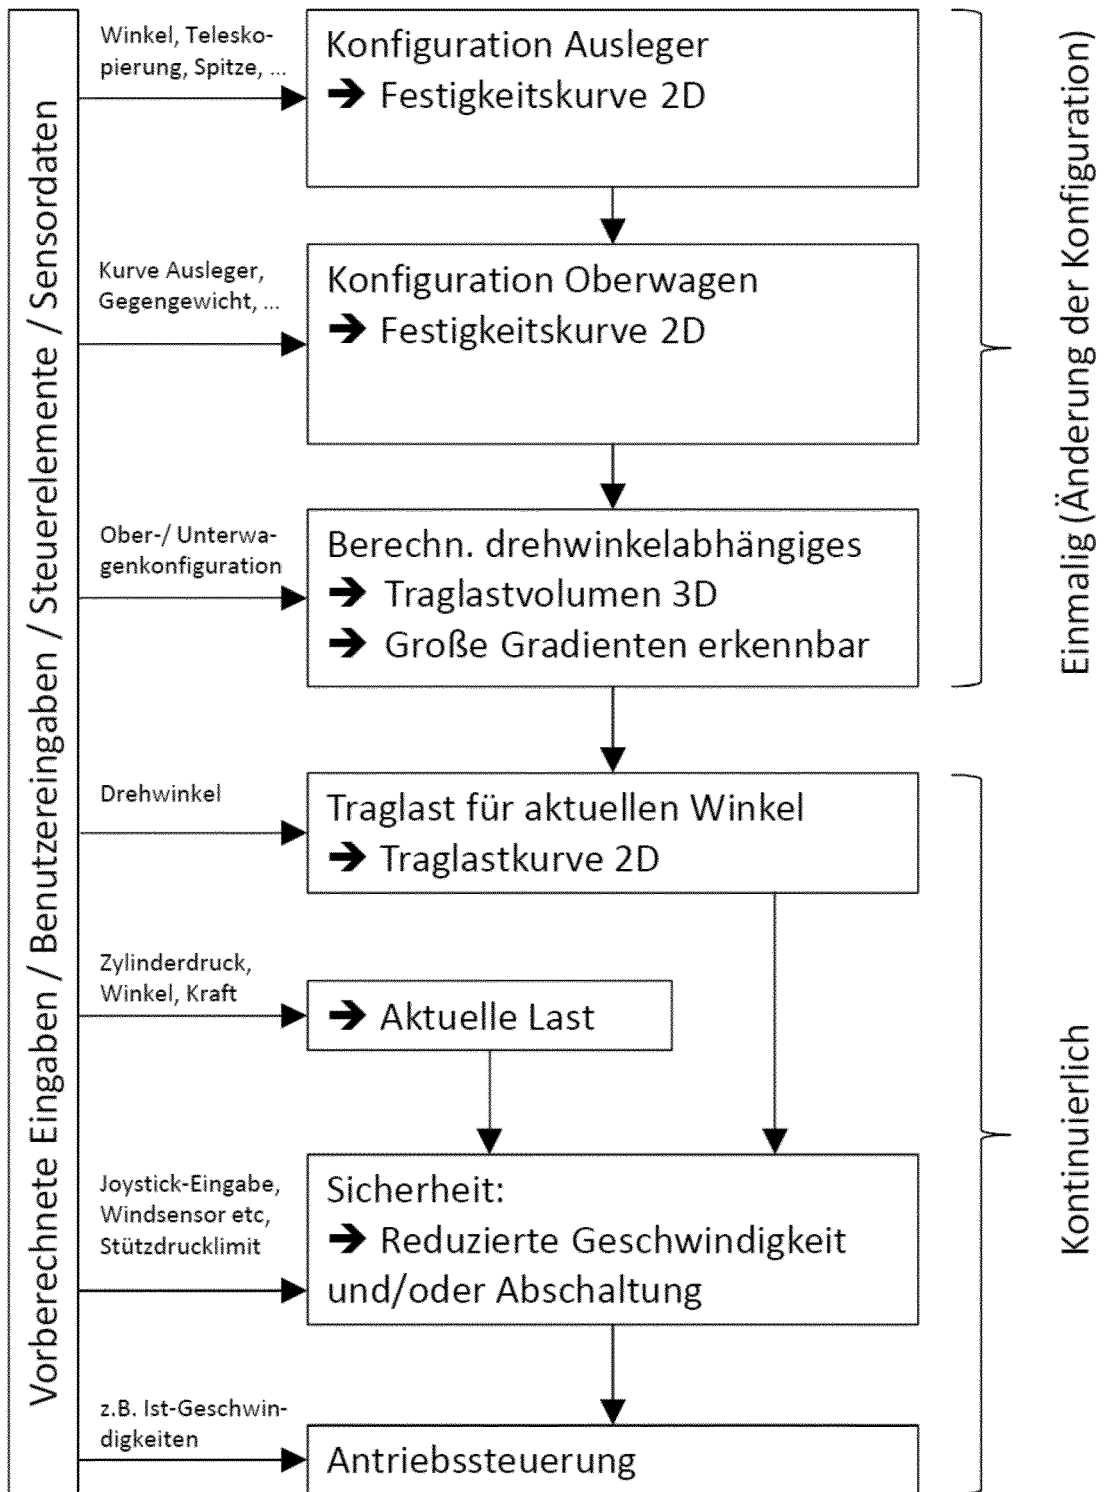 Vorberechnete Eingaben / Benutzereingaben / Steuerelemente / Sensordaten
Winkel, Telesko-
pierung, Spitze, ...
Konfiguration Ausleger
➔ Festigkeitskurve 2D
Kurve Ausleger,
Gegengewicht, ...
Konfiguration Oberwagen
➔ Festigkeitskurve 2D
Ober-/ Unterwa-
genkonfiguration
Berechn. drehwinkelabhängiges
➔ Traglastvolumen 3D
➔ Große Gradienten erkennbar
Einmalig (Änderung der Konfiguration)
Drehwinkel
Traglast für aktuellen Winkel
➔ Traglastkurve 2D
Zylinderdruck,
Winkel, Kraft
➔ Aktuelle Last
Joystick-Eingabe,
Windsensor etc,
Stützdrucklimit
Sicherheit:
➔ Reduzierte Geschwindigkeit
und/oder Abschaltung
z.B. Ist-Geschwin-
digkeiten
Antriebssteuerung
Kontinuierlich